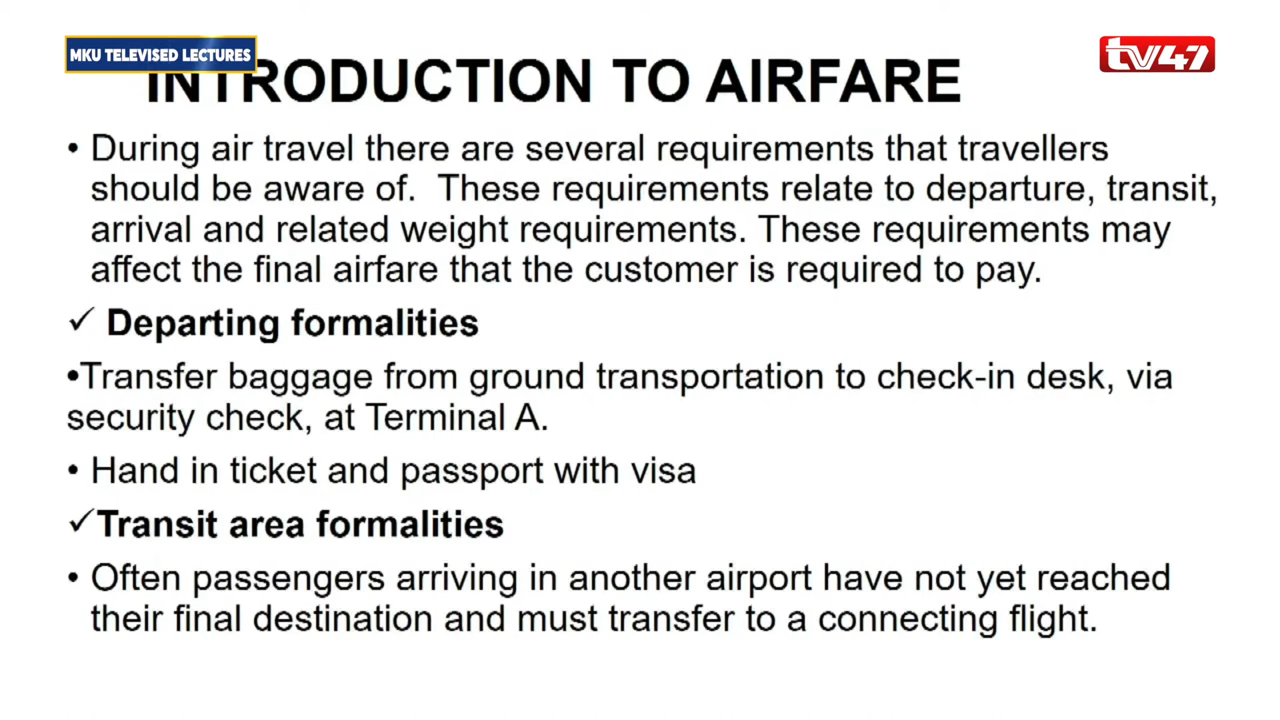 MKU TELEVISED LECTURES
tv47
INTRODUCTION TO AIRFARE
• During air travel there are several requirements that travellers
should be aware of. These requirements relate to departure, transit,
arrival and related weight requirements. These requirements may
affect the final airfare that the customer is required to pay.
✓ Departing formalities
•Transfer baggage from ground transportation to check-in desk, via
security check, at Terminal A.
• Hand in ticket and passport with visa
✓Transit area formalities
• Often passengers arriving in another airport have not yet reached
their final destination and must transfer to a connecting flight.